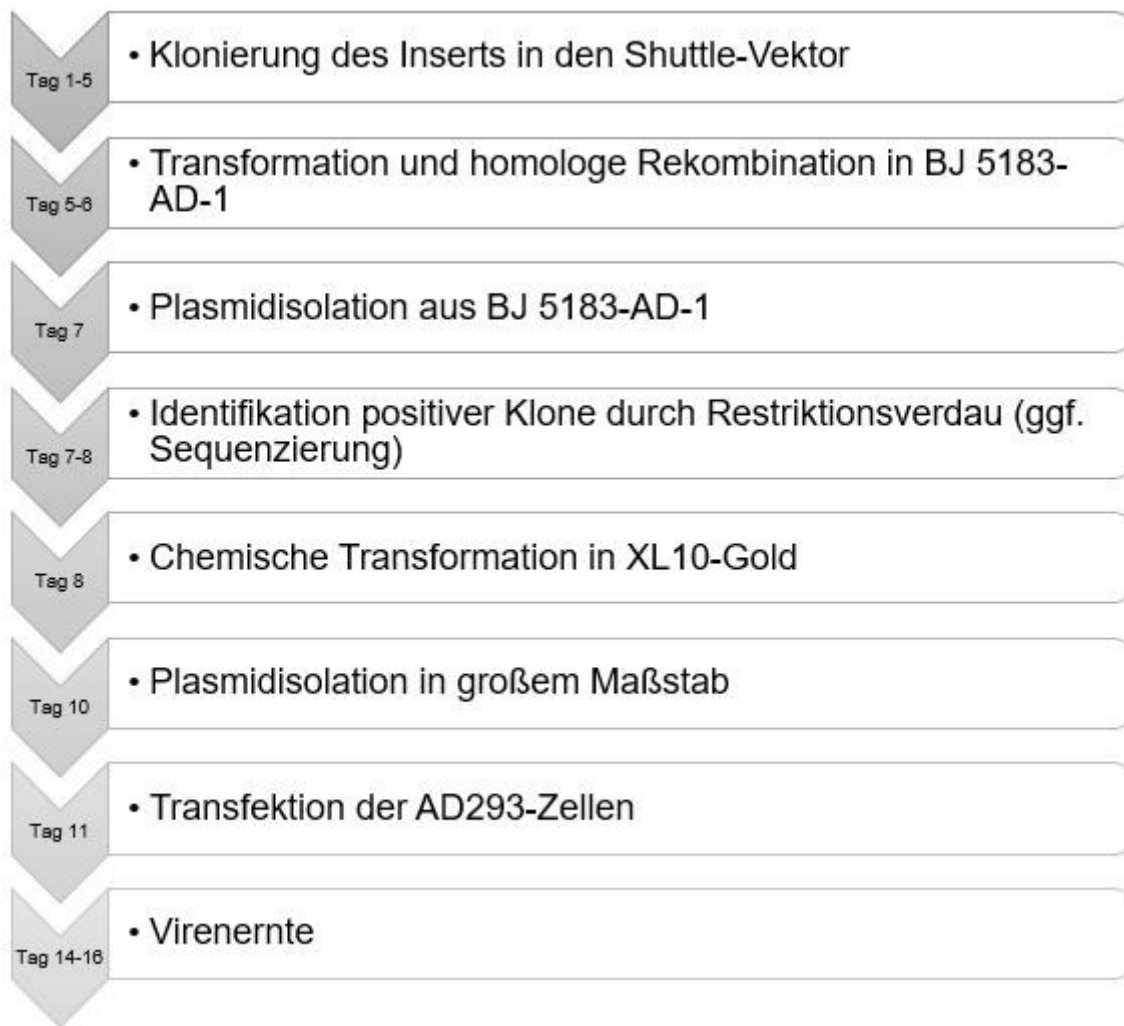 Tag 1-5
• Klonierung des Inserts in den Shuttle-Vektor
Tag 5-6
• Transformation und homologe Rekombination in BJ 5183-
AD-1
Tag 7
• Plasmidisolation aus BJ 5183-AD-1
Tag 7-8
• Identifikation positiver Klone durch Restriktionsverdau (ggf.
Sequenzierung)
Tag 8
• Chemische Transformation in XL10-Gold
Tag 10
• Plasmidisolation in großem Maßstab
Tag 11
• Transfektion der AD293-Zellen
Tag 14-16
• Virenernte